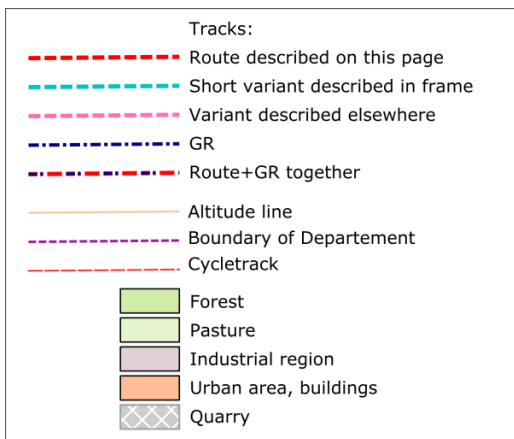 Tracks:
Route described on this page
Short variant described in frame
Variant described elsewhere
GR
Route+GR together
Altitude line
Boundary of Departement
Cycletrack
Forest
Pasture
Industrial region
Urban area, buildings
Quarry